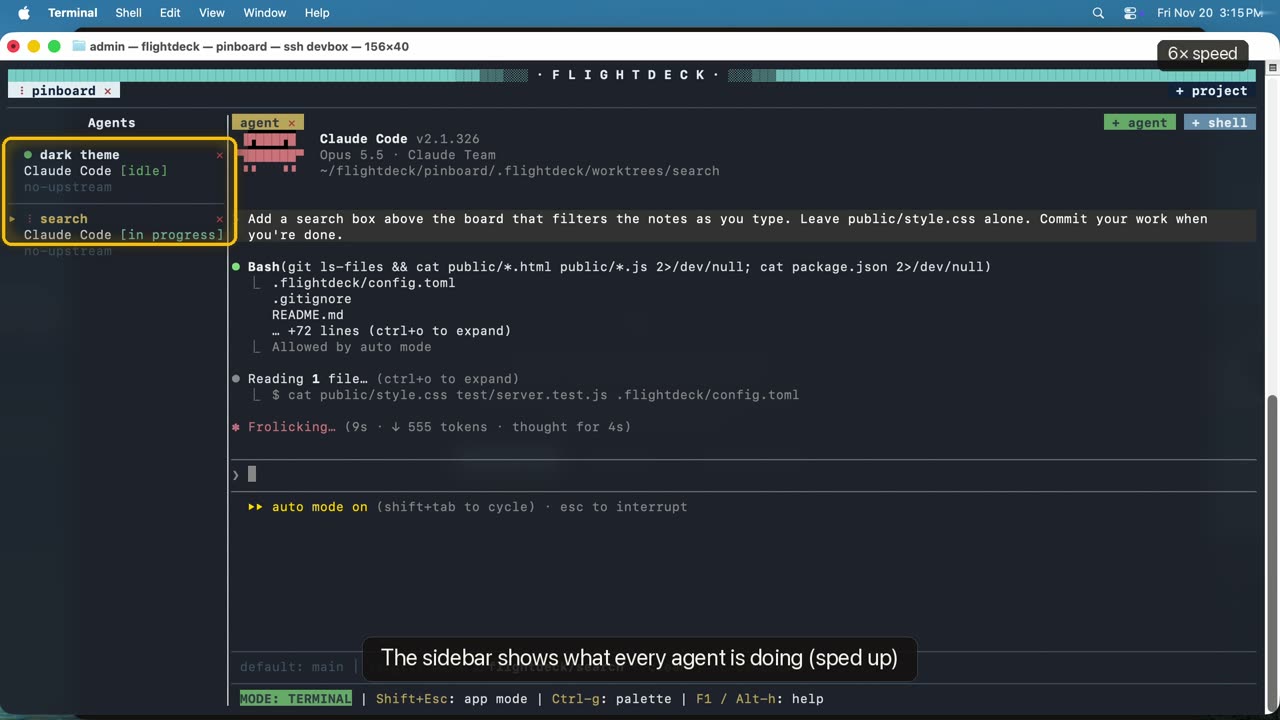 Terminal Shell Edit View Window Help Fri Nov 20 3:15 PM
admin — flightdeck — pinboard — ssh devbox — 156×40
6× speed
· F L I G H T D E C K ·
pinboard × + project
Agents
agent × + agent + shell
Claude Code v2.1.326
Opus 5.5 · Claude Team
~/flightdeck/pinboard/.flightdeck/worktrees/search
● dark theme ×
Claude Code [idle]
no-upstream
▸ ⋮ search ×
Claude Code [in progress]
no-upstream
Add a search box above the board that filters the notes as you type. Leave public/style.css alone. Commit your work when
you're done.
● Bash(git ls-files && cat public/*.html public/*.js 2>/dev/null; cat package.json 2>/dev/null)
⎿ .flightdeck/config.toml
.gitignore
README.md
… +72 lines (ctrl+o to expand)
⎿ Allowed by auto mode
● Reading 1 file… (ctrl+o to expand)
⎿ $ cat public/style.css test/server.test.js .flightdeck/config.toml
✽ Frolicking… (9s · ↓ 555 tokens · thought for 4s)
❯
⏵⏵ auto mode on (shift+tab to cycle) · esc to interrupt
The sidebar shows what every agent is doing (sped up)
default: main |
MODE: TERMINAL | Shift+Esc: app mode | Ctrl-g: palette | F1 / Alt-h: help